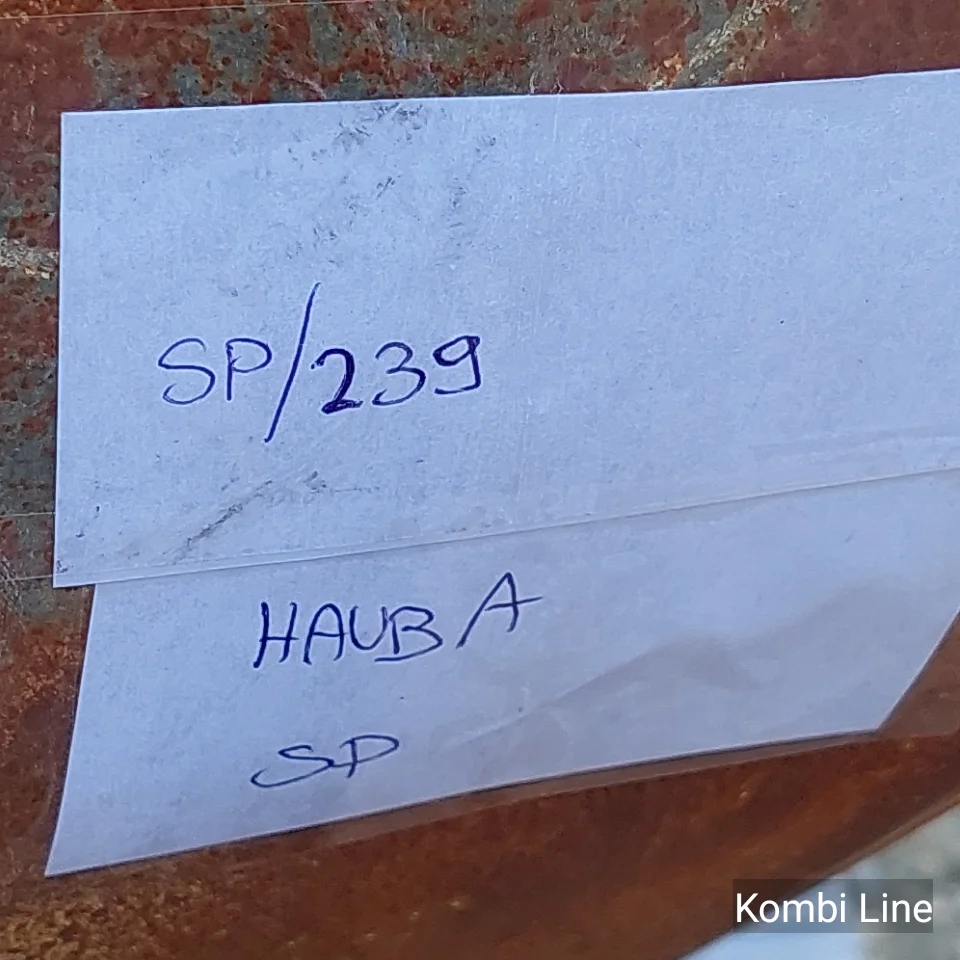 SP/239
HAUBA
SP
Kombi Line